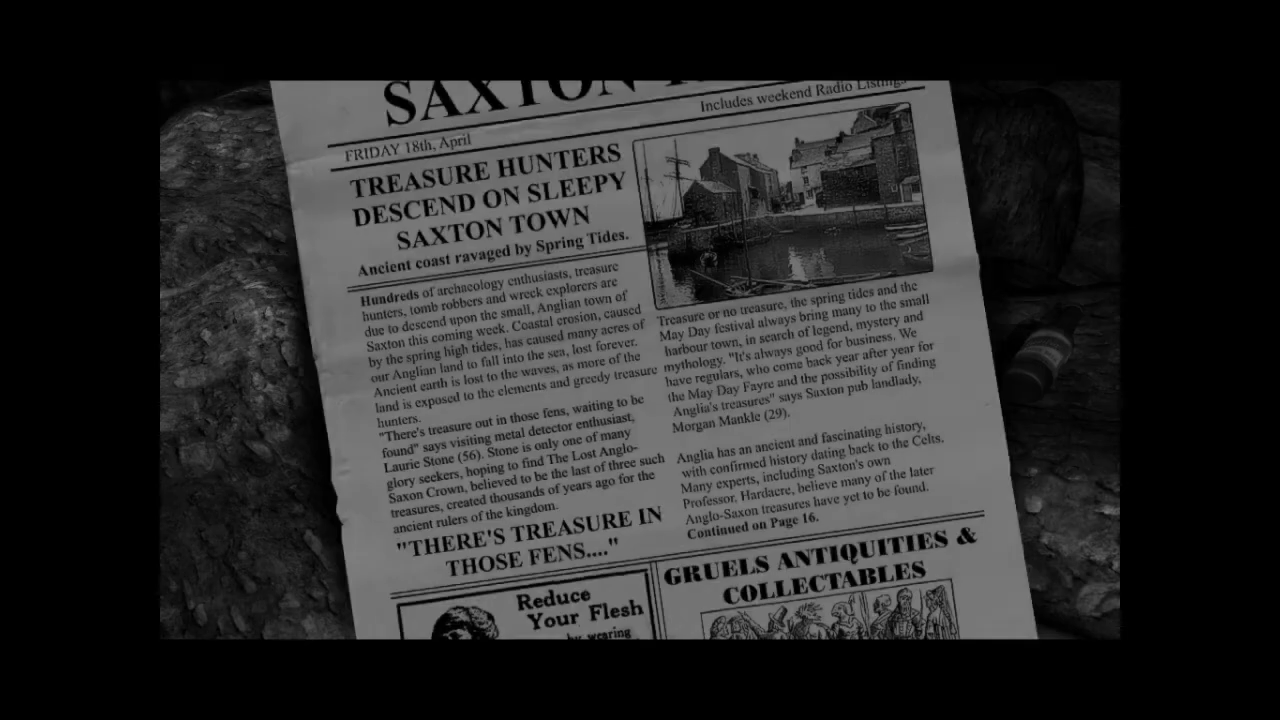 SAXTON
Includes weekend Radio Listings
FRIDAY 18th, April
TREASURE HUNTERS
DESCEND ON SLEEPY
SAXTON TOWN
Ancient coast ravaged by Spring Tides.
Hundreds of archaeology enthusiasts, treasure
hunters, tomb robbers and wreck explorers are
due to descend upon the small, Anglian town of
Saxton this coming week. Coastal erosion, caused
by the spring high tides, has caused many acres of
our Anglian land to fall into the sea, lost forever.
Ancient earth is lost to the waves, as more of the
land is exposed to the elements and greedy treasure
hunters.
"There's treasure out in those fens, waiting to be
found" says visiting metal detector enthusiast,
Laurie Stone (56). Stone is only one of many
glory seekers, hoping to find The Lost Anglo-
Saxon Crown, believed to be the last of three such
treasures, created thousands of years ago for the
ancient rulers of the kingdom.
"THERE'S TREASURE IN
THOSE FENS...."
Treasure or no treasure, the spring tides and the
May Day festival always bring many to the small
harbour town, in search of legend, mystery and
mythology. "It's always good for business. We
have regulars, who come back year after year for
the May Day Fayre and the possibility of finding
Anglia's treasures" says Saxton pub landlady,
Morgan Mankle (29).
Anglia has an ancient and fascinating history,
with confirmed history dating back to the Celts.
Many experts, including Saxton's own
Professor, Hardacre, believe many of the later
Anglo-Saxon treasures have yet to be found.
Continued on Page 16.
Reduce
Your Flesh
by wearing
GRUELS ANTIQUITIES &
COLLECTABLES